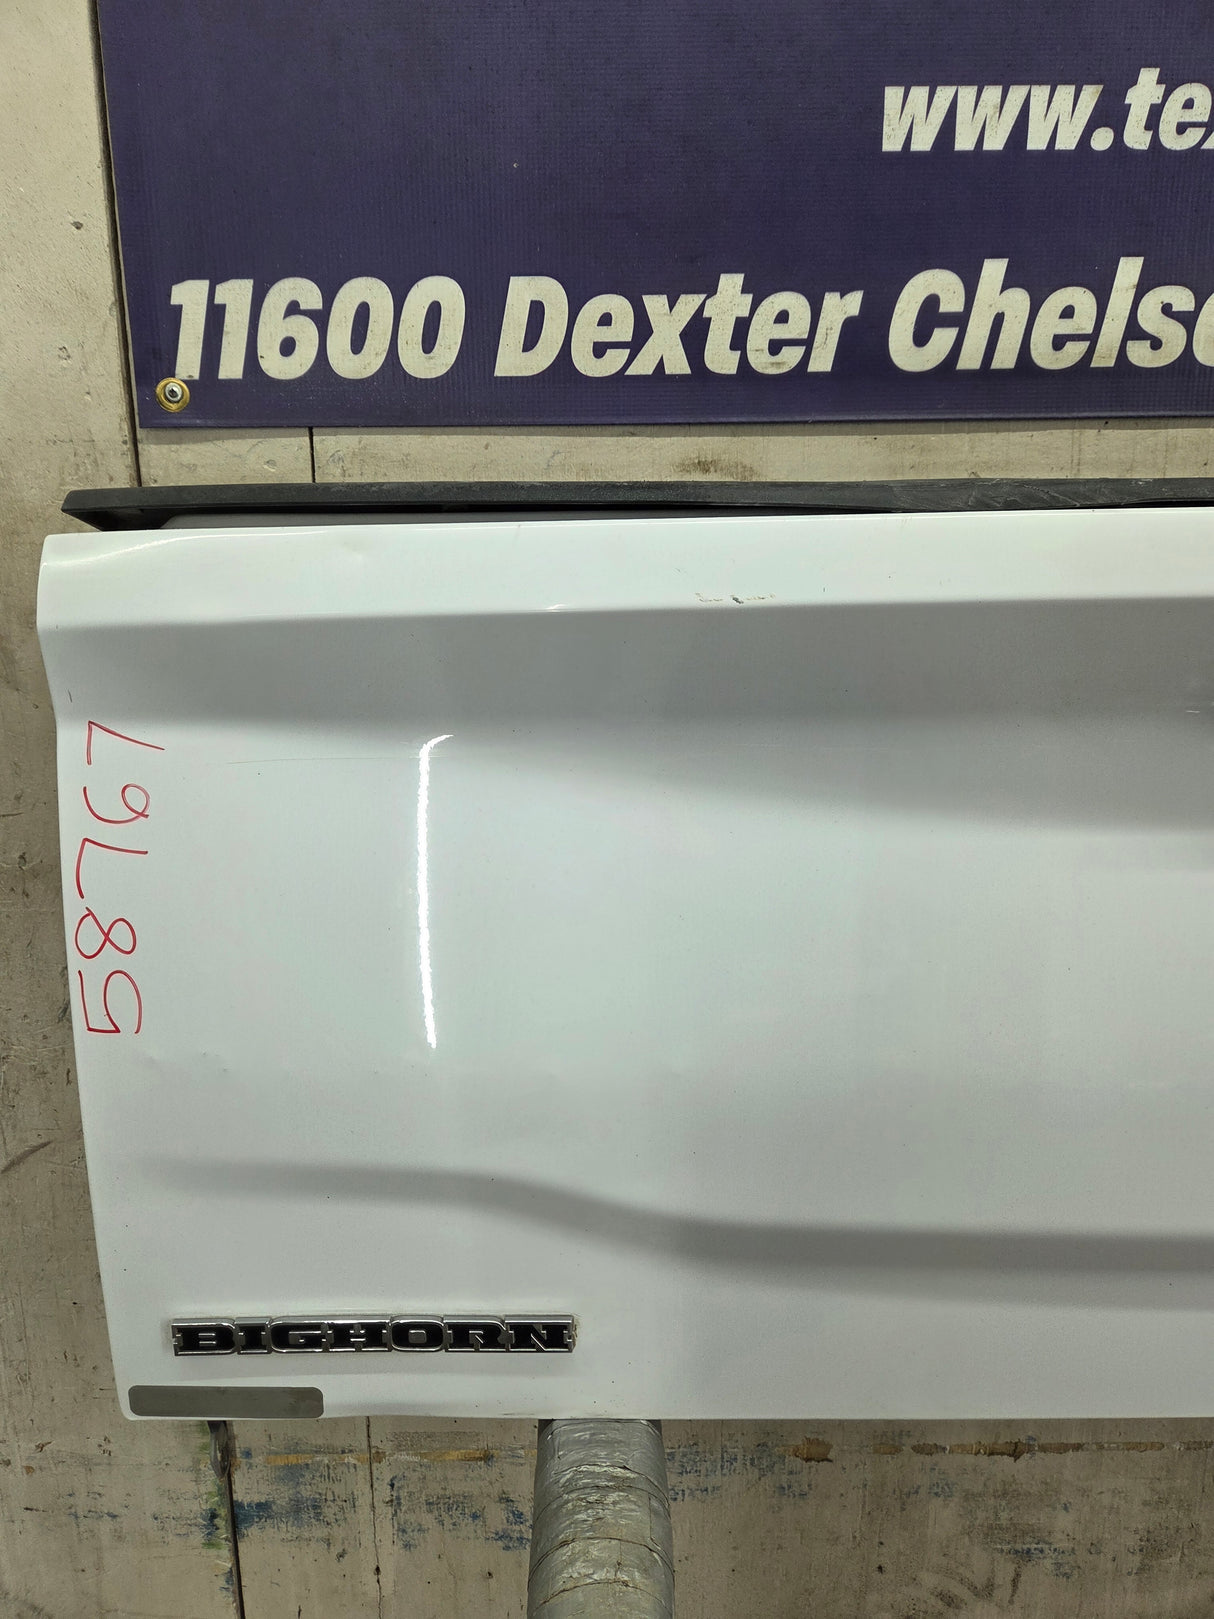 www.te
11600 Dexter Chelse
58767
BIGHORN